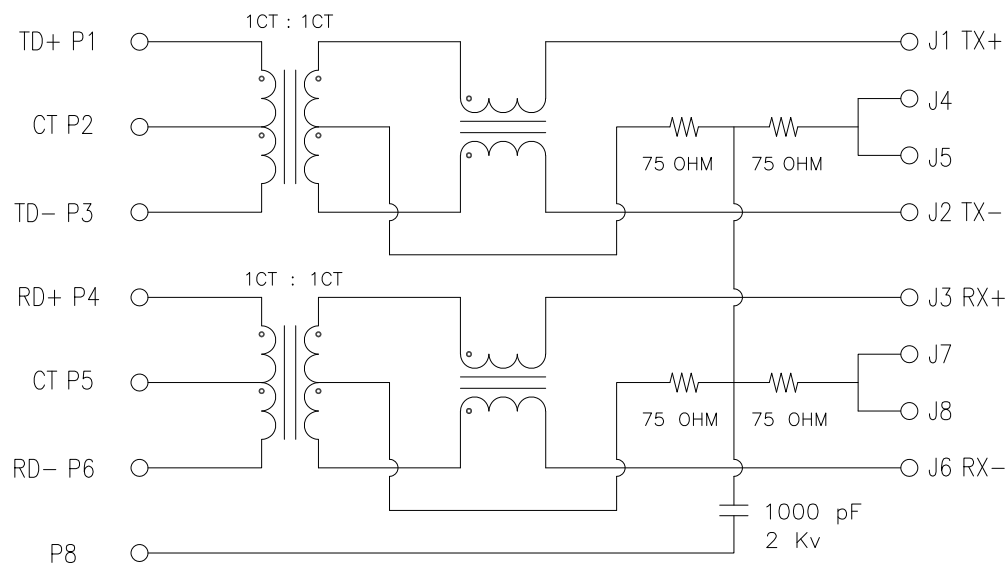 1CT : 1CT
TD+ P1
J1 TX+
J4
CT P2
75 OHM
75 OHM
J5
TD- P3
J2 TX-
1CT : 1CT
RD+ P4
J3 RX+
J7
CT P5
75 OHM
75 OHM
J8
RD- P6
J6 RX-
1000 pF
2 Kv
P8